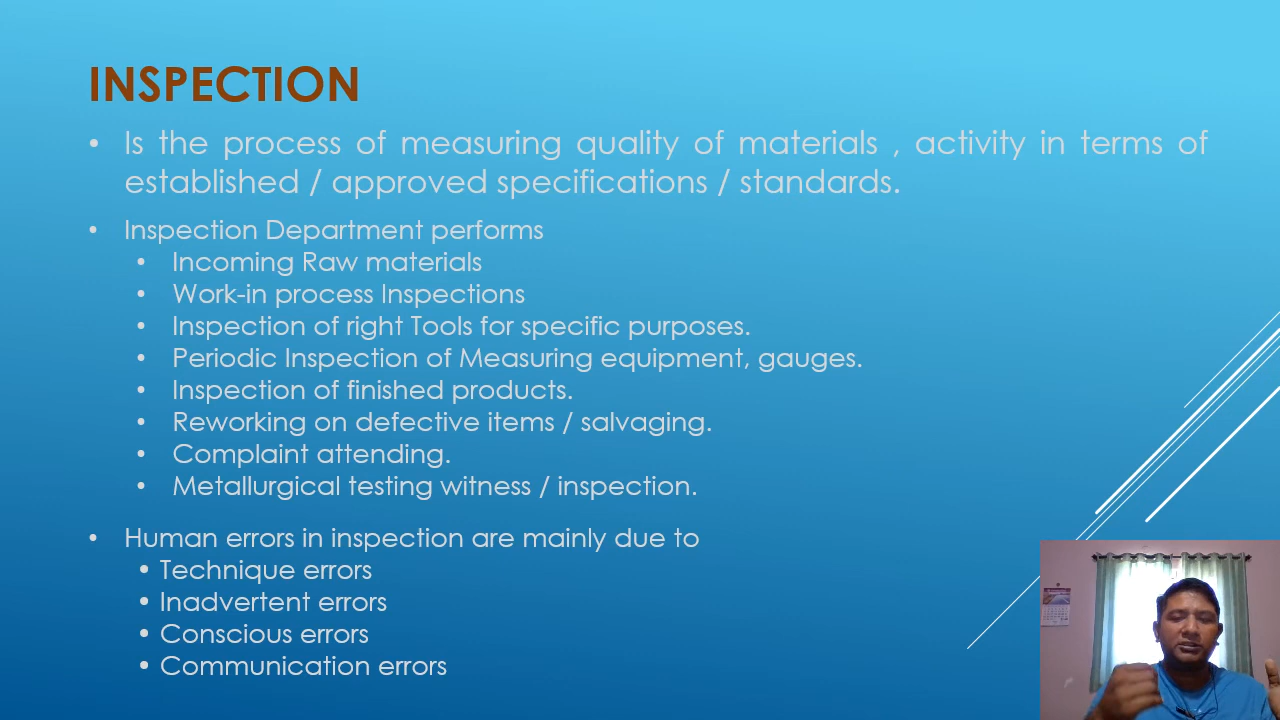 INSPECTION
• Is the process of measuring quality of materials , activity in terms of
established / approved specifications / standards.
• Inspection Department performs
• Incoming Raw materials
• Work-in process Inspections
• Inspection of right Tools for specific purposes.
• Periodic Inspection of Measuring equipment, gauges.
• Inspection of finished products.
• Reworking on defective items / salvaging.
• Complaint attending.
• Metallurgical testing witness / inspection.
• Human errors in inspection are mainly due to
• Technique errors
• Inadvertent errors
• Conscious errors
• Communication errors